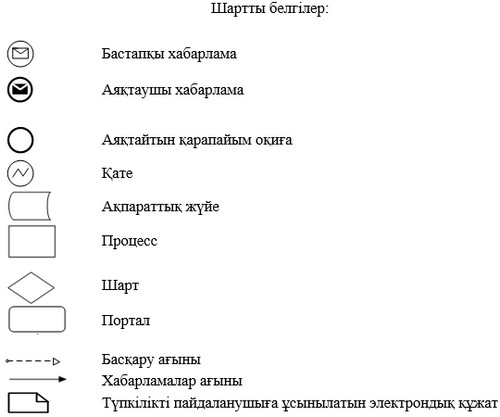 Шартты белгілер:
Бастапқы хабарлама
Аяқтаушы хабарлама
Аяқтайтын қарапайым оқиға
Қате
Ақпараттық жүйе
Процесс
Шарт
Портал
Басқару ағыны
Хабарламалар ағыны
Түпкілікті пайдаланушыға ұсынылатын электрондық құжат